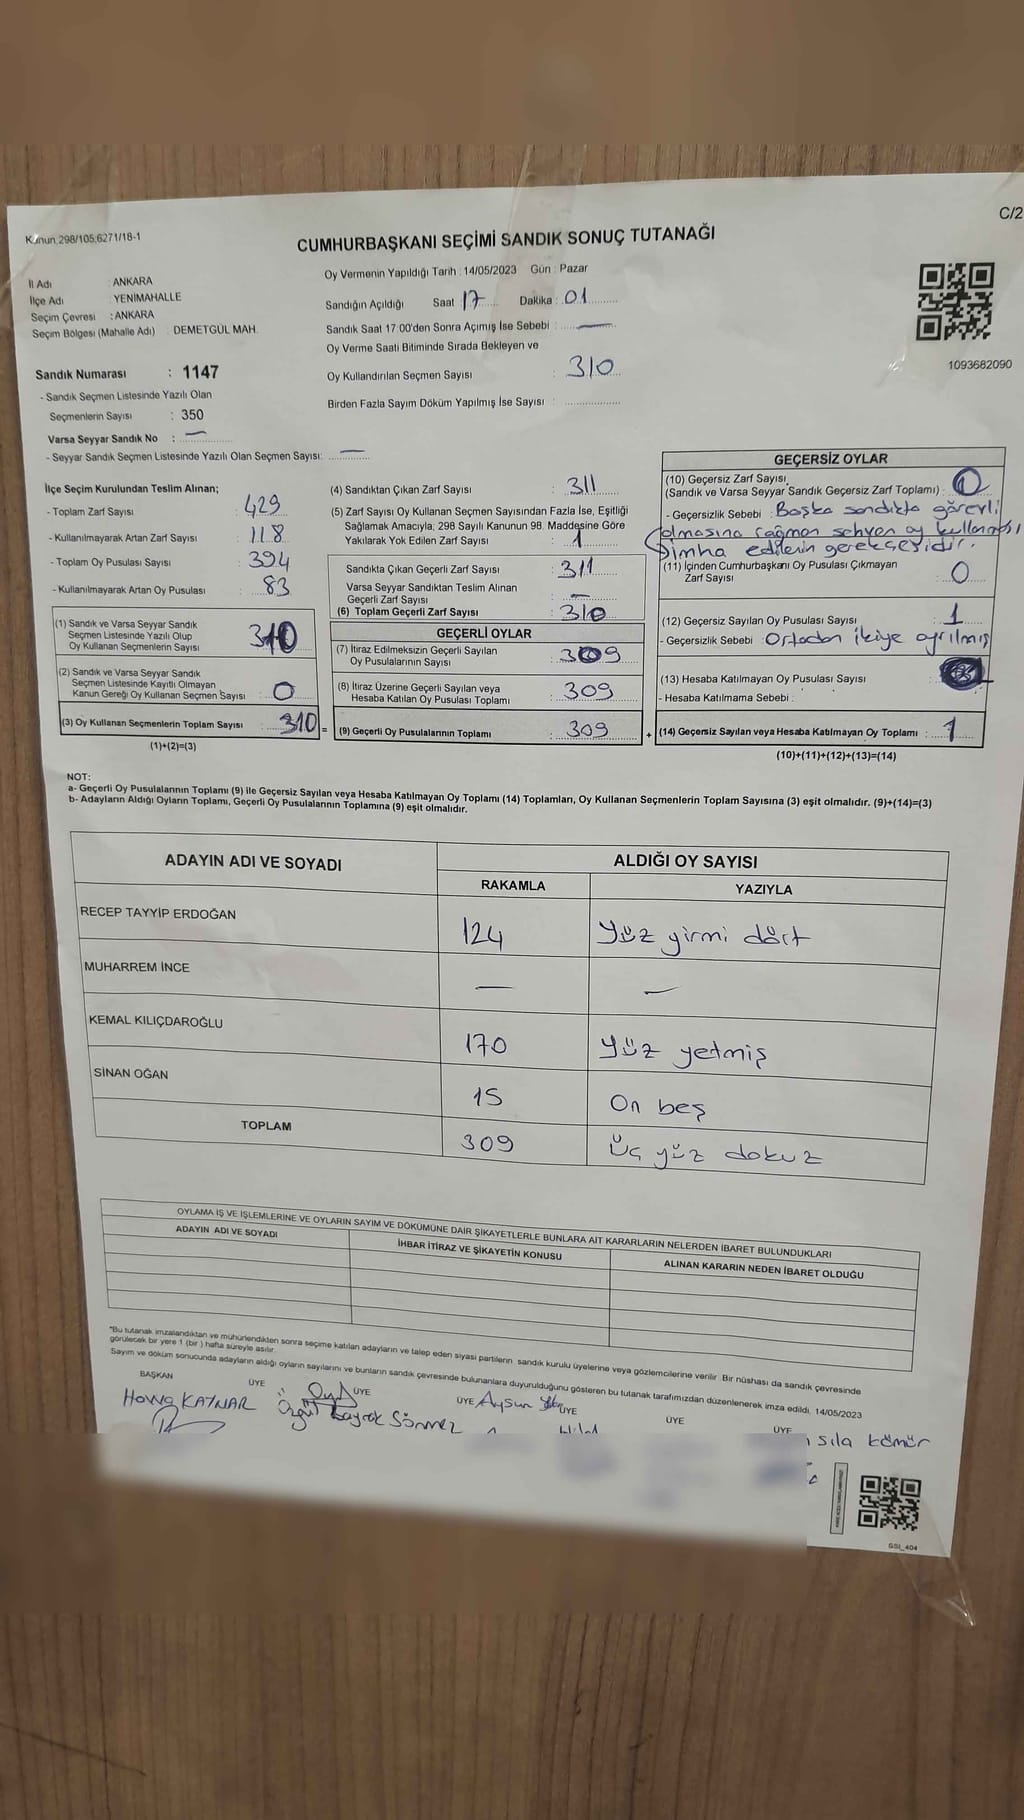 C/2
Kanun,298/105;6271/18-1
CUMHURBAŞKANI SEÇİMİ SANDIK SONUÇ TUTANAĞI
İl Adı : ANKARA
İlçe Adı : YENİMAHALLE
Seçim Çevresi : ANKARA
Seçim Bölgesi (Mahalle Adı) DEMETGÜL MAH.
Oy Vermenin Yapıldığı Tarih : 14/05/2023 Gün : Pazar
Sandığın Açıldığı Saat : 17 Dakika : 01
Sandık Saat 17.00'den Sonra Açımış İse Sebebi : —
Oy Verme Saati Bitiminde Sırada Bekleyen ve
Oy Kullandırılan Seçmen Sayısı : 310
Birden Fazla Sayım Döküm Yapılmış İse Sayısı :
1093682090
Sandık Numarası : 1147
- Sandık Seçmen Listesinde Yazılı Olan
Seçmenlerin Sayısı : 350
Varsa Seyyar Sandık No : —
- Seyyar Sandık Seçmen Listesinde Yazılı Olan Seçmen Sayısı: —
İlçe Seçim Kurulundan Teslim Alınan;
- Toplam Zarf Sayısı : 429
- Kullanılmayarak Artan Zarf Sayısı : 118
- Toplam Oy Pusulası Sayısı : 394
- Kullanılmayarak Artan Oy Pusulası : 83
(1) Sandık ve Varsa Seyyar Sandık
Seçmen Listesinde Yazılı Olup
Oy Kullanan Seçmenlerin Sayısı : 310
(2) Sandık ve Varsa Seyyar Sandık
Seçmen Listesinde Kayıtlı Olmayan
Kanun Gereği Oy Kullanan Seçmen Sayısı : 0
(3) Oy Kullanan Seçmenlerin Toplam Sayısı : 310 =
(1)+(2)=(3)
(4) Sandıktan Çıkan Zarf Sayısı : 311
(5) Zarf Sayısı Oy Kullanan Seçmen Sayısından Fazla İse, Eşitliği
Sağlamak Amacıyla; 298 Sayılı Kanunun 98. Maddesine Göre
Yakılarak Yok Edilen Zarf Sayısı : 1
Sandıkta Çıkan Geçerli Zarf Sayısı : 311
Varsa Seyyar Sandıktan Teslim Alınan
Geçerli Zarf Sayısı : —
(6) Toplam Geçerli Zarf Sayısı : 310
GEÇERLİ OYLAR
(7) İtiraz Edilmeksizin Geçerli Sayılan
Oy Pusulalarının Sayısı : 309
(8) İtiraz Üzerine Geçerli Sayılan veya
Hesaba Katılan Oy Pusulası Toplamı : 309
(9) Geçerli Oy Pusulalarının Toplamı : 309 +
GEÇERSİZ OYLAR
(10) Geçersiz Zarf Sayısı,
(Sandık ve Varsa Seyyar Sandık Geçersiz Zarf Toplamı) : 0
- Geçersizlik Sebebi : Başka sandıkta görevli
olmasına rağmen sehven oy kullanması,
imha edilerin gerekçesidir.
(11) İçinden Cumhurbaşkanı Oy Pusulası Çıkmayan
Zarf Sayısı : 0
(12) Geçersiz Sayılan Oy Pusulası Sayısı : 1
- Geçersizlik Sebebi : Ortadan ikiye ayrılmış
(13) Hesaba Katılmayan Oy Pusulası Sayısı :
- Hesaba Katılmama Sebebi :
(14) Geçersiz Sayılan veya Hesaba Katılmayan Oy Toplamı : 1
(10)+(11)+(12)+(13)=(14)
NOT:
a- Geçerli Oy Pusulalarının Toplamı (9) ile Geçersiz Sayılan veya Hesaba Katılmayan Oy Toplamı (14) Toplamları, Oy Kullanan Seçmenlerin Toplam Sayısına (3) eşit olmalıdır. (9)+(14)=(3)
b- Adayların Aldığı Oyların Toplamı, Geçerli Oy Pusulalarının Toplamına (9) eşit olmalıdır.
ADAYIN ADI VE SOYADI
ALDIĞI OY SAYISI
RAKAMLA YAZIYLA
RECEP TAYYİP ERDOĞAN 124 Yüz yirmi dört
MUHARREM İNCE — —
KEMAL KILIÇDAROĞLU 170 Yüz yetmiş
SİNAN OĞAN 15 On beş
TOPLAM 309 Üç yüz dokuz
OYLAMA İŞ VE İŞLEMLERİNE VE OYLARIN SAYIM VE DÖKÜMÜNE DAİR ŞİKAYETLERLE BUNLARA AİT KARARLARIN NELERDEN İBARET BULUNDUKLARI
ADAYIN ADI VE SOYADI İHBAR İTİRAZ VE ŞİKAYETİN KONUSU ALINAN KARARIN NEDEN İBARET OLDUĞU
*Bu tutanak imzalandıktan ve mühürlendikten sonra seçime katılan adayların ve talep eden siyasi partilerin sandık kurulu üyelerine veya gözlemcilerine verilir. Bir nüshası da sandık çevresinde
görülecek bir yere 1 (bir ) hafta süreyle asılır.
Sayım ve döküm sonucunda adayların aldığı oyların sayılarını ve bunların sandık çevresinde bulunanlara duyurulduğunu gösteren bu tutanak tarafımızdan düzenlenerek imza edildi. 14/05/2023
BAŞKAN ÜYE ÜYE ÜYE ÜYE ÜYE ÜYE
KAYNAR
Sönmez
Aysun
sıla kömür
GSI_404